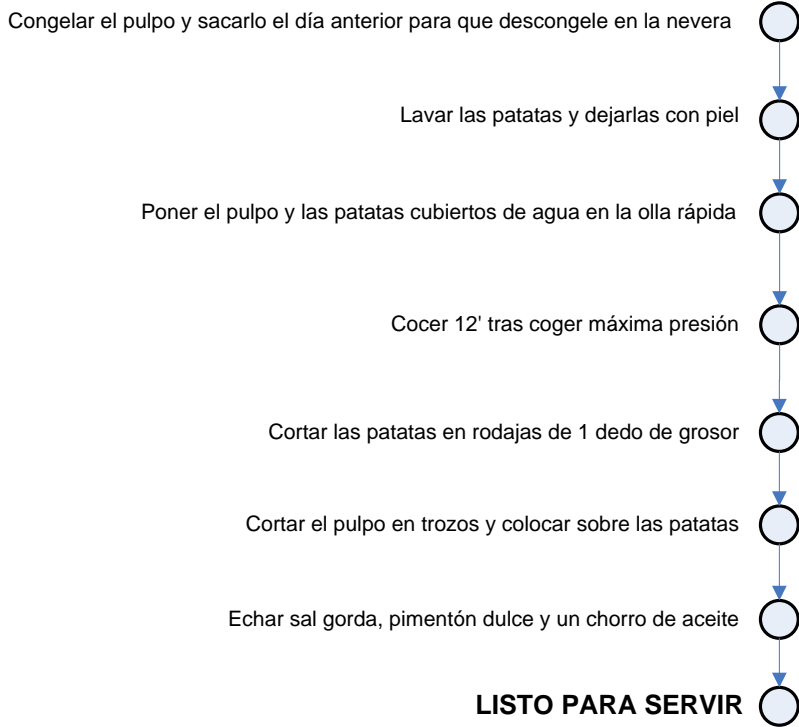 Congelar el pulpo y sacarlo el día anterior para que descongele en la nevera
Lavar las patatas y dejarlas con piel
Poner el pulpo y las patatas cubiertos de agua en la olla rápida
Cocer 12' tras coger máxima presión
Cortar las patatas en rodajas de 1 dedo de grosor
Cortar el pulpo en trozos y colocar sobre las patatas
Echar sal gorda, pimentón dulce y un chorro de aceite
LISTO PARA SERVIR